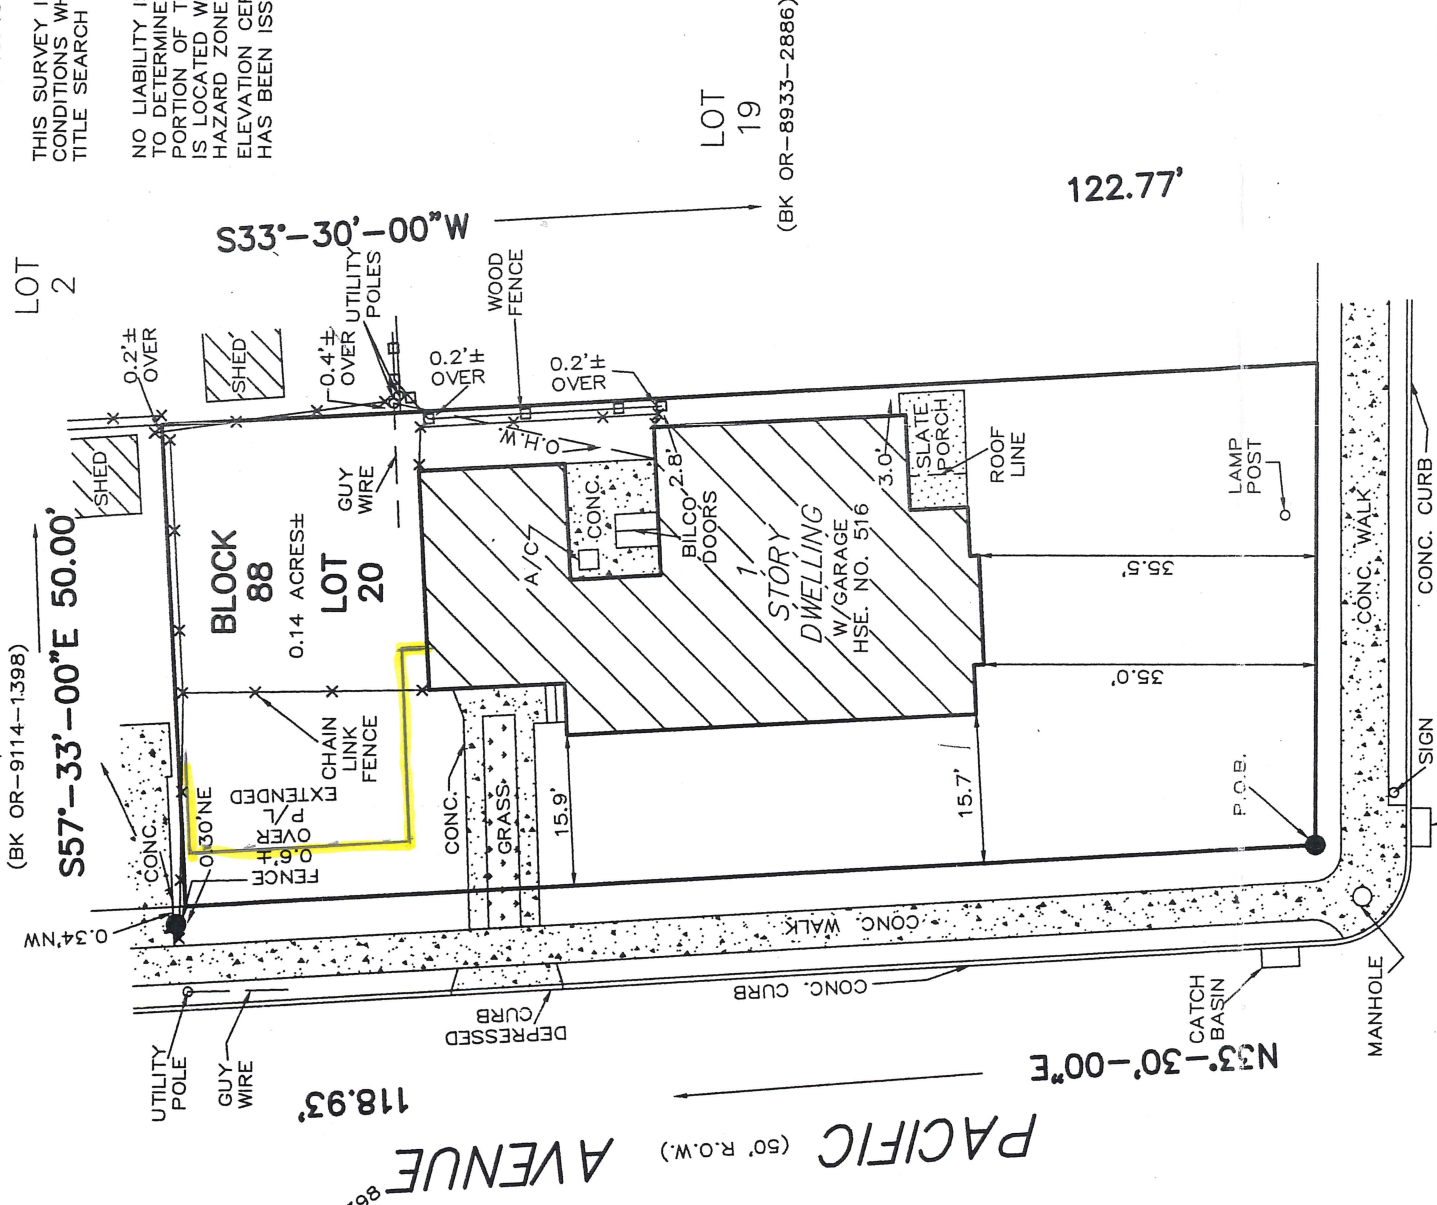 THIS SURVEY I
CONDITIONS WH
TITLE SEARCH
NO LIABILITY I
TO DETERMINE
PORTION OF T
IS LOCATED W
HAZARD ZONE
ELEVATION CER
HAS BEEN ISS
LOT
2
LOT
19
(BK OR-8933-2886)
(BK OR-9114-1398)
S57°-33'-00"E 50.00'
S33°-30'-00"W
122.77'
SHED
SHED
0.2'±
OVER
0.4'±
OVER
UTILITY
POLES
0.2'±
OVER
WOOD
FENCE
0.2'±
OVER
O.H.W.
GUY
WIRE
BLOCK
88
0.14 ACRES±
LOT
20
A/C
CONC.
BILCO
DOORS
2.8'
3.0'
SLATE
PORCH
ROOF
LINE
LAMP
POST
1
STORY
DWELLING
W/GARAGE
HSE. NO. 516
35.5'
35.0'
CHAIN
LINK
FENCE
FENCE
0.6'±
OVER
P/L
EXTENDED
0.30'NE
0.34'NW
CONC.
CONC.
GRASS
15.9'
15.7'
P.O.B.
CONC. WALK
CONC. CURB
CONC. CURB
SIGN
CONC. WALK
CONC. CURB
DEPRESSED
CURB
UTILITY
POLE
GUY
WIRE
CATCH
BASIN
MANHOLE
118.93'
N33°-30'-00"E
PACIFIC (50' R.O.W.) AVENUE
98